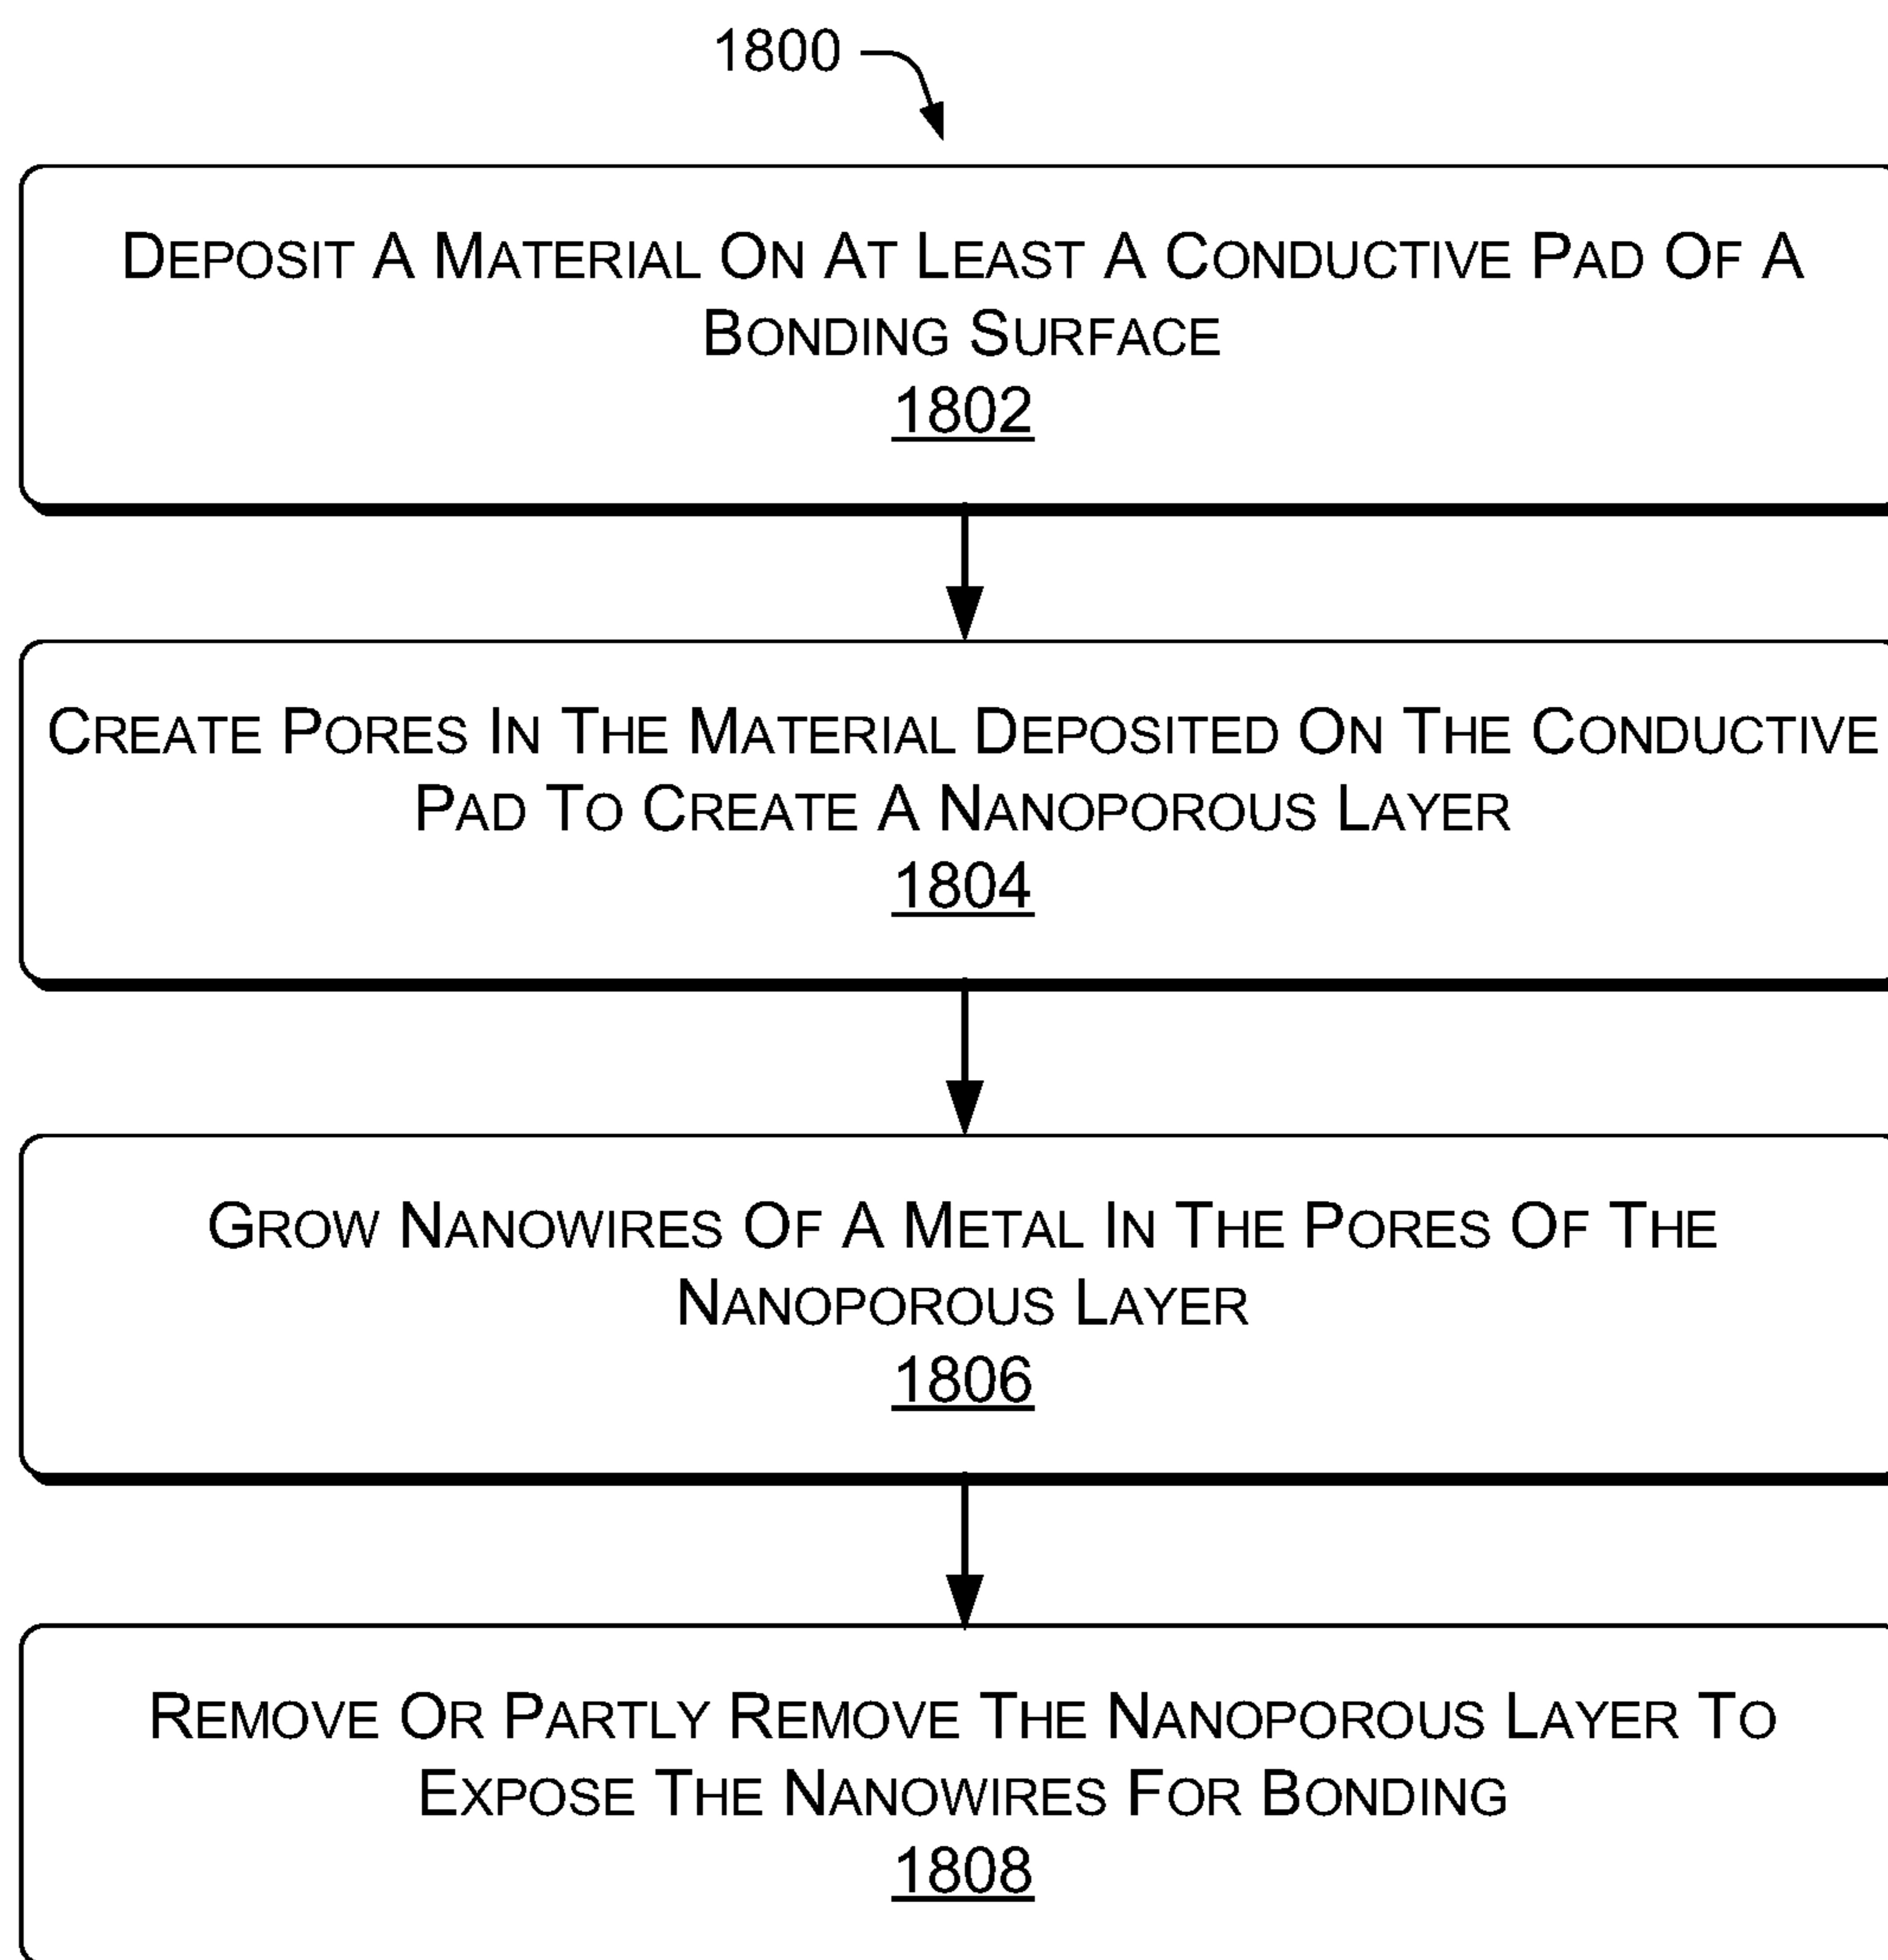 1800
DEPOSIT A MATERIAL ON AT LEAST A CONDUCTIVE PAD OF A
BONDING SURFACE
1802
CREATE PORES IN THE MATERIAL DEPOSITED ON THE CONDUCTIVE
PAD TO CREATE A NANOPOROUS LAYER
1804
GROW NANOWIRES OF A METAL IN THE PORES OF THE
NANOPOROUS LAYER
1806
REMOVE OR PARTLY REMOVE THE NANOPOROUS LAYER TO
EXPOSE THE NANOWIRES FOR BONDING
1808